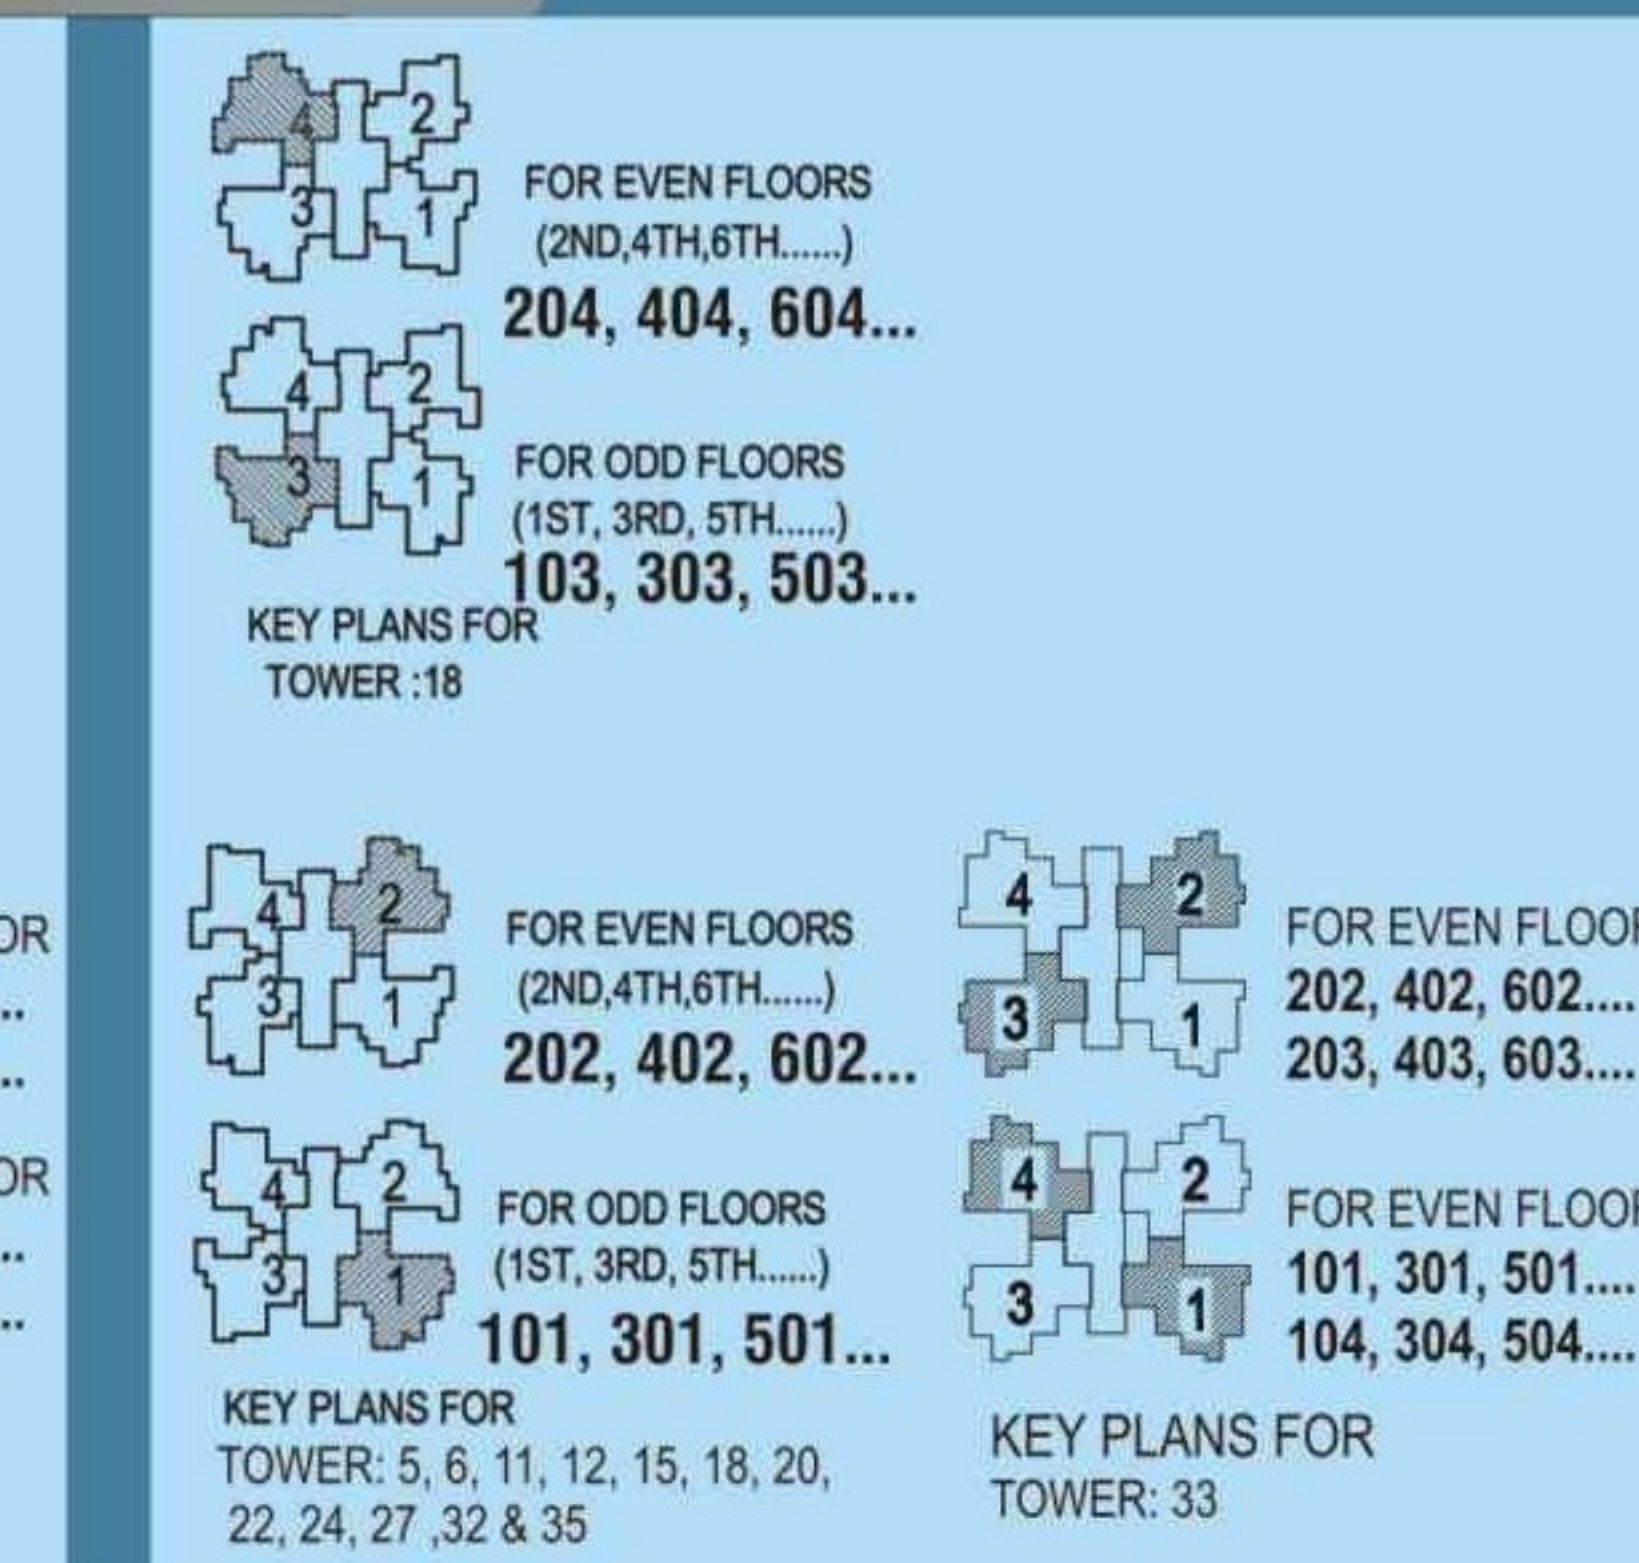 4
2
3
1
FOR EVEN FLOORS
(2ND,4TH,6TH......)
204, 404, 604...
4
2
3
1
FOR ODD FLOORS
(1ST, 3RD, 5TH......)
103, 303, 503...
KEY PLANS FOR
TOWER :18
4
2
3
1
FOR EVEN FLOORS
(2ND,4TH,6TH......)
202, 402, 602...
4
2
3
1
FOR ODD FLOORS
(1ST, 3RD, 5TH......)
101, 301, 501...
KEY PLANS FOR
TOWER: 5, 6, 11, 12, 15, 18, 20,
22, 24, 27 ,32 & 35
4
2
3
1
FOR EVEN FLOOR
202, 402, 602....
203, 403, 603....
4
2
3
1
FOR EVEN FLOOR
101, 301, 501....
104, 304, 504....
KEY PLANS FOR
TOWER: 33
OR
..
..
OR
..
..